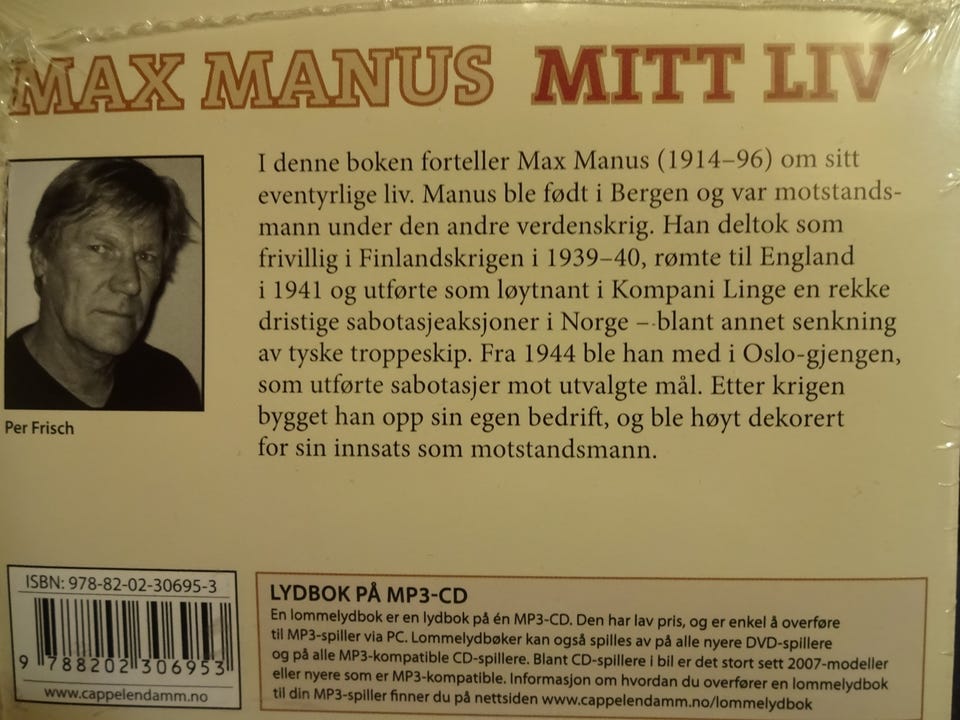 MAX MANUS MITT LIV
I denne boken forteller Max Manus (1914–96) om sitt
eventyrlige liv. Manus ble født i Bergen og var motstands-
mann under den andre verdenskrig. Han deltok som
frivillig i Finlandskrigen i 1939–40, rømte til England
i 1941 og utførte som løytnant i Kompani Linge en rekke
dristige sabotasjeaksjoner i Norge – blant annet senkning
av tyske troppeskip. Fra 1944 ble han med i Oslo-gjengen,
som utførte sabotasjer mot utvalgte mål. Etter krigen
bygget han opp sin egen bedrift, og ble høyt dekorert
for sin innsats som motstandsmann.
Per Frisch
ISBN: 978-82-02-30695-3
9 788202 306953
www.cappelendamm.no
LYDBOK PÅ MP3-CD
En lommelydbok er en lydbok på én MP3-CD. Den har lav pris, og er enkel å overføre
til MP3-spiller via PC. Lommelydbøker kan også spilles av på alle nyere DVD-spillere
og på alle MP3-kompatible CD-spillere. Blant CD-spillere i bil er det stort sett 2007-modeller
eller nyere som er MP3-kompatible. Informasjon om hvordan du overfører en lommelydbok
til din MP3-spiller finner du på nettsiden www.cappelendamm.no/lommelydbok